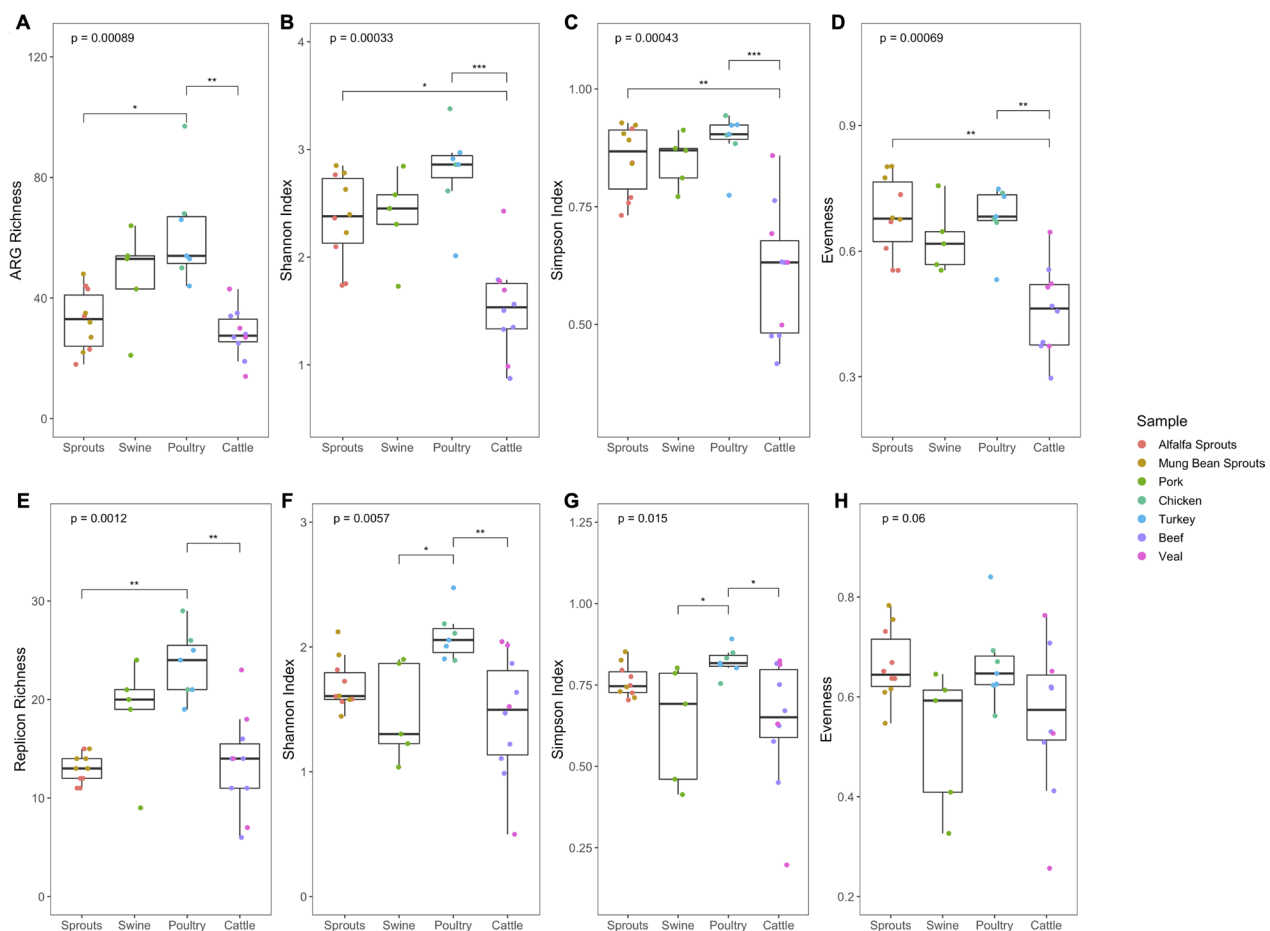 A
p = 0.00089
**
*
ARG Richness
120
80
40
0
Sprouts Swine Poultry Cattle
B
p = 0.00033
***
*
Shannon Index
4
3
2
1
Sprouts Swine Poultry Cattle
C
p = 0.00043
***
**
Simpson Index
1.00
0.75
0.50
Sprouts Swine Poultry Cattle
D
p = 0.00069
**
**
Evenness
0.9
0.6
0.3
Sprouts Swine Poultry Cattle
Sample
Alfalfa Sprouts
Mung Bean Sprouts
Pork
Chicken
Turkey
Beef
Veal
E
p = 0.0012
**
**
Replicon Richness
30
20
10
0
Sprouts Swine Poultry Cattle
F
p = 0.0057
**
*
Shannon Index
3
2
1
0
Sprouts Swine Poultry Cattle
G
p = 0.015
*
*
Simpson Index
1.25
1.00
0.75
0.50
0.25
Sprouts Swine Poultry Cattle
H
p = 0.06
Evenness
0.8
0.6
0.4
0.2
Sprouts Swine Poultry Cattle